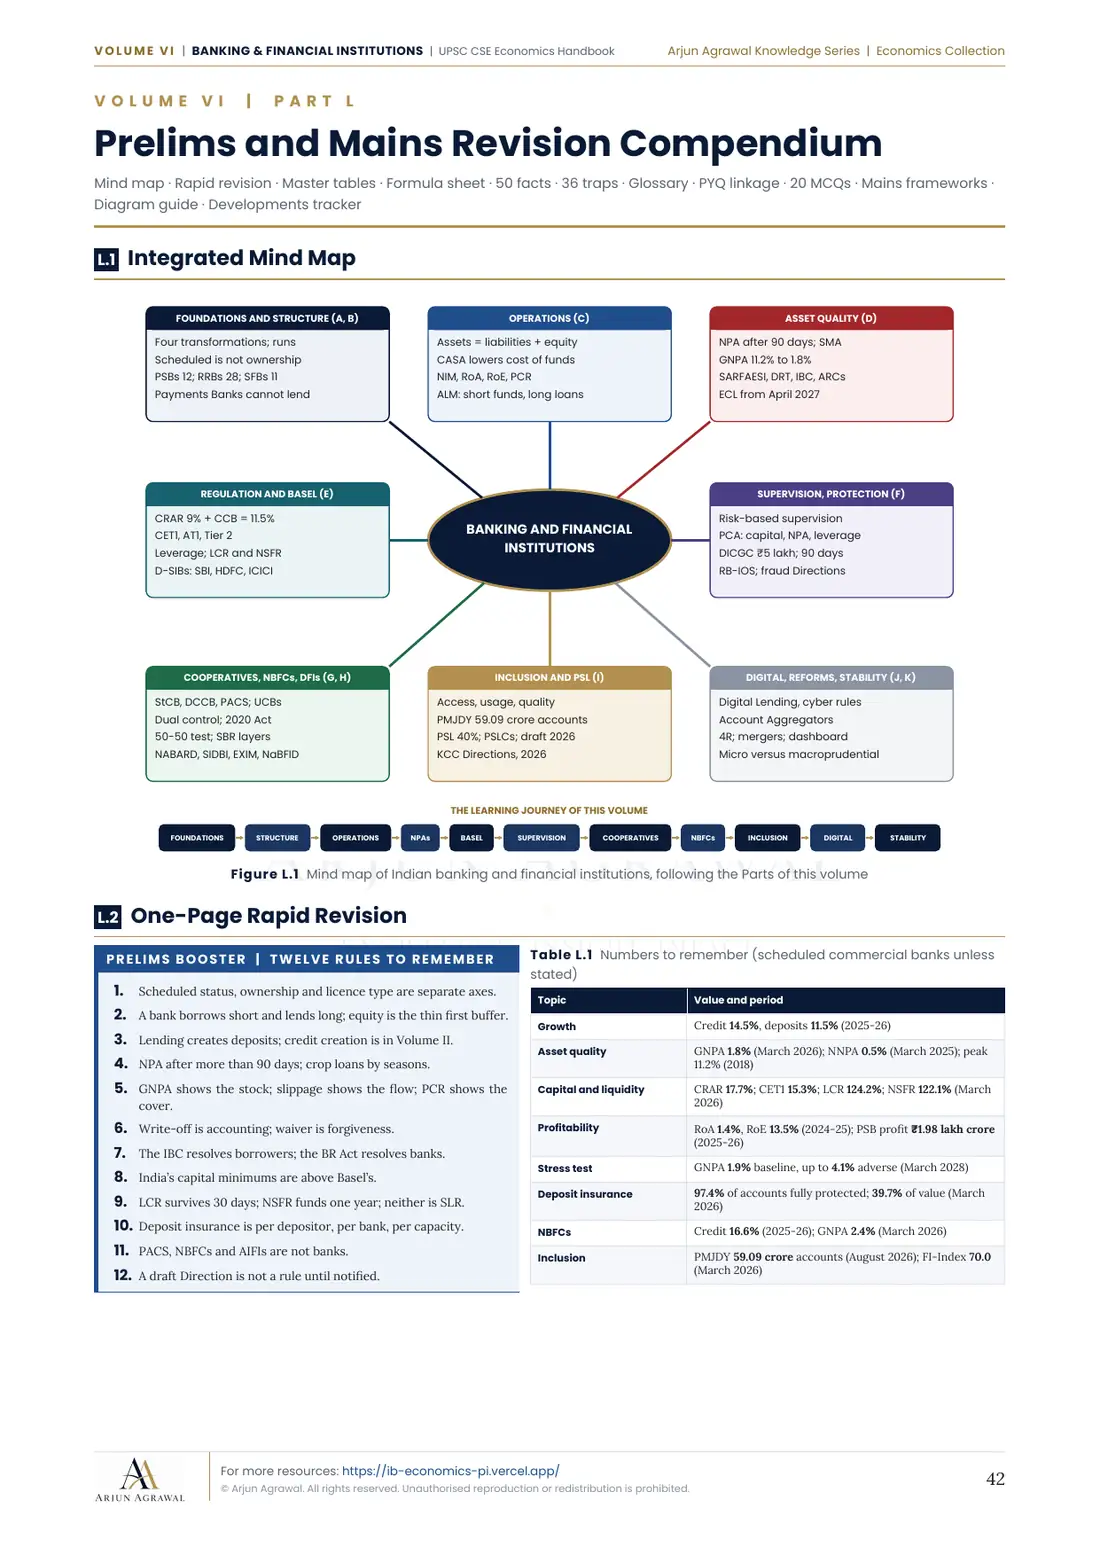 VOLUME VI | BANKING & FINANCIAL INSTITUTIONS | UPSC CSE Economics Handbook
Arjun Agrawal Knowledge Series | Economics Collection
VOLUME VI | PART L
Prelims and Mains Revision Compendium
Mind map · Rapid revision · Master tables · Formula sheet · 50 facts · 36 traps · Glossary · PYQ linkage · 20 MCQs · Mains frameworks ·
Diagram guide · Developments tracker
L.1 Integrated Mind Map
FOUNDATIONS AND STRUCTURE (A, B)
Four transformations; runs
Scheduled is not ownership
PSBs 12; RRBs 28; SFBs 11
Payments Banks cannot lend
OPERATIONS (C)
Assets = liabilities + equity
CASA lowers cost of funds
NIM, RoA, RoE, PCR
ALM: short funds, long loans
ASSET QUALITY (D)
NPA after 90 days; SMA
GNPA 11.2% to 1.8%
SARFAESI, DRT, IBC, ARCs
ECL from April 2027
REGULATION AND BASEL (E)
CRAR 9% + CCB = 11.5%
CET1, AT1, Tier 2
Leverage; LCR and NSFR
D-SIBs: SBI, HDFC, ICICI
BANKING AND FINANCIAL
INSTITUTIONS
SUPERVISION, PROTECTION (F)
Risk-based supervision
PCA: capital, NPA, leverage
DICGC ₹5 lakh; 90 days
RB-IOS; fraud Directions
COOPERATIVES, NBFCs, DFIs (G, H)
StCB, DCCB, PACS; UCBs
Dual control; 2020 Act
50-50 test; SBR layers
NABARD, SIDBI, EXIM, NaBFID
INCLUSION AND PSL (I)
Access, usage, quality
PMJDY 59.09 crore accounts
PSL 40%; PSLCs; draft 2026
KCC Directions, 2026
DIGITAL, REFORMS, STABILITY (J, K)
Digital Lending, cyber rules
Account Aggregators
4R; mergers; dashboard
Micro versus macroprudential
THE LEARNING JOURNEY OF THIS VOLUME
FOUNDATIONS STRUCTURE OPERATIONS NPAs BASEL SUPERVISION COOPERATIVES NBFCs INCLUSION DIGITAL STABILITY
Figure L.1 Mind map of Indian banking and financial institutions, following the Parts of this volume
L.2 One-Page Rapid Revision
PRELIMS BOOSTER | TWELVE RULES TO REMEMBER
1. Scheduled status, ownership and licence type are separate axes.
2. A bank borrows short and lends long; equity is the thin first buffer.
3. Lending creates deposits; credit creation is in Volume II.
4. NPA after more than 90 days; crop loans by seasons.
5. GNPA shows the stock; slippage shows the flow; PCR shows the
cover.
6. Write-off is accounting; waiver is forgiveness.
7. The IBC resolves borrowers; the BR Act resolves banks.
8. India's capital minimums are above Basel's.
9. LCR survives 30 days; NSFR funds one year; neither is SLR.
10. Deposit insurance is per depositor, per bank, per capacity.
11. PACS, NBFCs and AIFIs are not banks.
12. A draft Direction is not a rule until notified.
Table L.1 Numbers to remember (scheduled commercial banks unless
stated)
Topic Value and period
Growth Credit 14.5%, deposits 11.5% (2025-26)
Asset quality GNPA 1.8% (March 2026); NNPA 0.5% (March 2025); peak
11.2% (2018)
Capital and liquidity CRAR 17.7%; CET1 15.3%; LCR 124.2%; NSFR 122.1% (March
2026)
Profitability RoA 1.4%, RoE 13.5% (2024-25); PSB profit ₹1.98 lakh crore
(2025-26)
Stress test GNPA 1.9% baseline, up to 4.1% adverse (March 2028)
Deposit insurance 97.4% of accounts fully protected; 39.7% of value (March
2026)
NBFCs Credit 16.6% (2025-26); GNPA 2.4% (March 2026)
Inclusion PMJDY 59.09 crore accounts (August 2026); FI-Index 70.0
(March 2026)
ARJUN AGRAWAL
For more resources: https://ib-economics-pi.vercel.app/
© Arjun Agrawal. All rights reserved. Unauthorised reproduction or redistribution is prohibited.
42